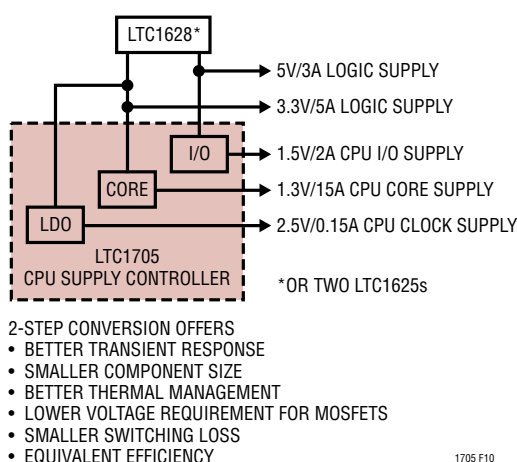 LTC1628*
5V/3A LOGIC SUPPLY
3.3V/5A LOGIC SUPPLY
I/O
1.5V/2A CPU I/O SUPPLY
CORE
1.3V/15A CPU CORE SUPPLY
LDO
2.5V/0.15A CPU CLOCK SUPPLY
LTC1705
CPU SUPPLY CONTROLLER
*OR TWO LTC1625s
2-STEP CONVERSION OFFERS
• BETTER TRANSIENT RESPONSE
• SMALLER COMPONENT SIZE
• BETTER THERMAL MANAGEMENT
• LOWER VOLTAGE REQUIREMENT FOR MOSFETS
• SMALLER SWITCHING LOSS
• EQUIVALENT EFFICIENCY
1705 F10